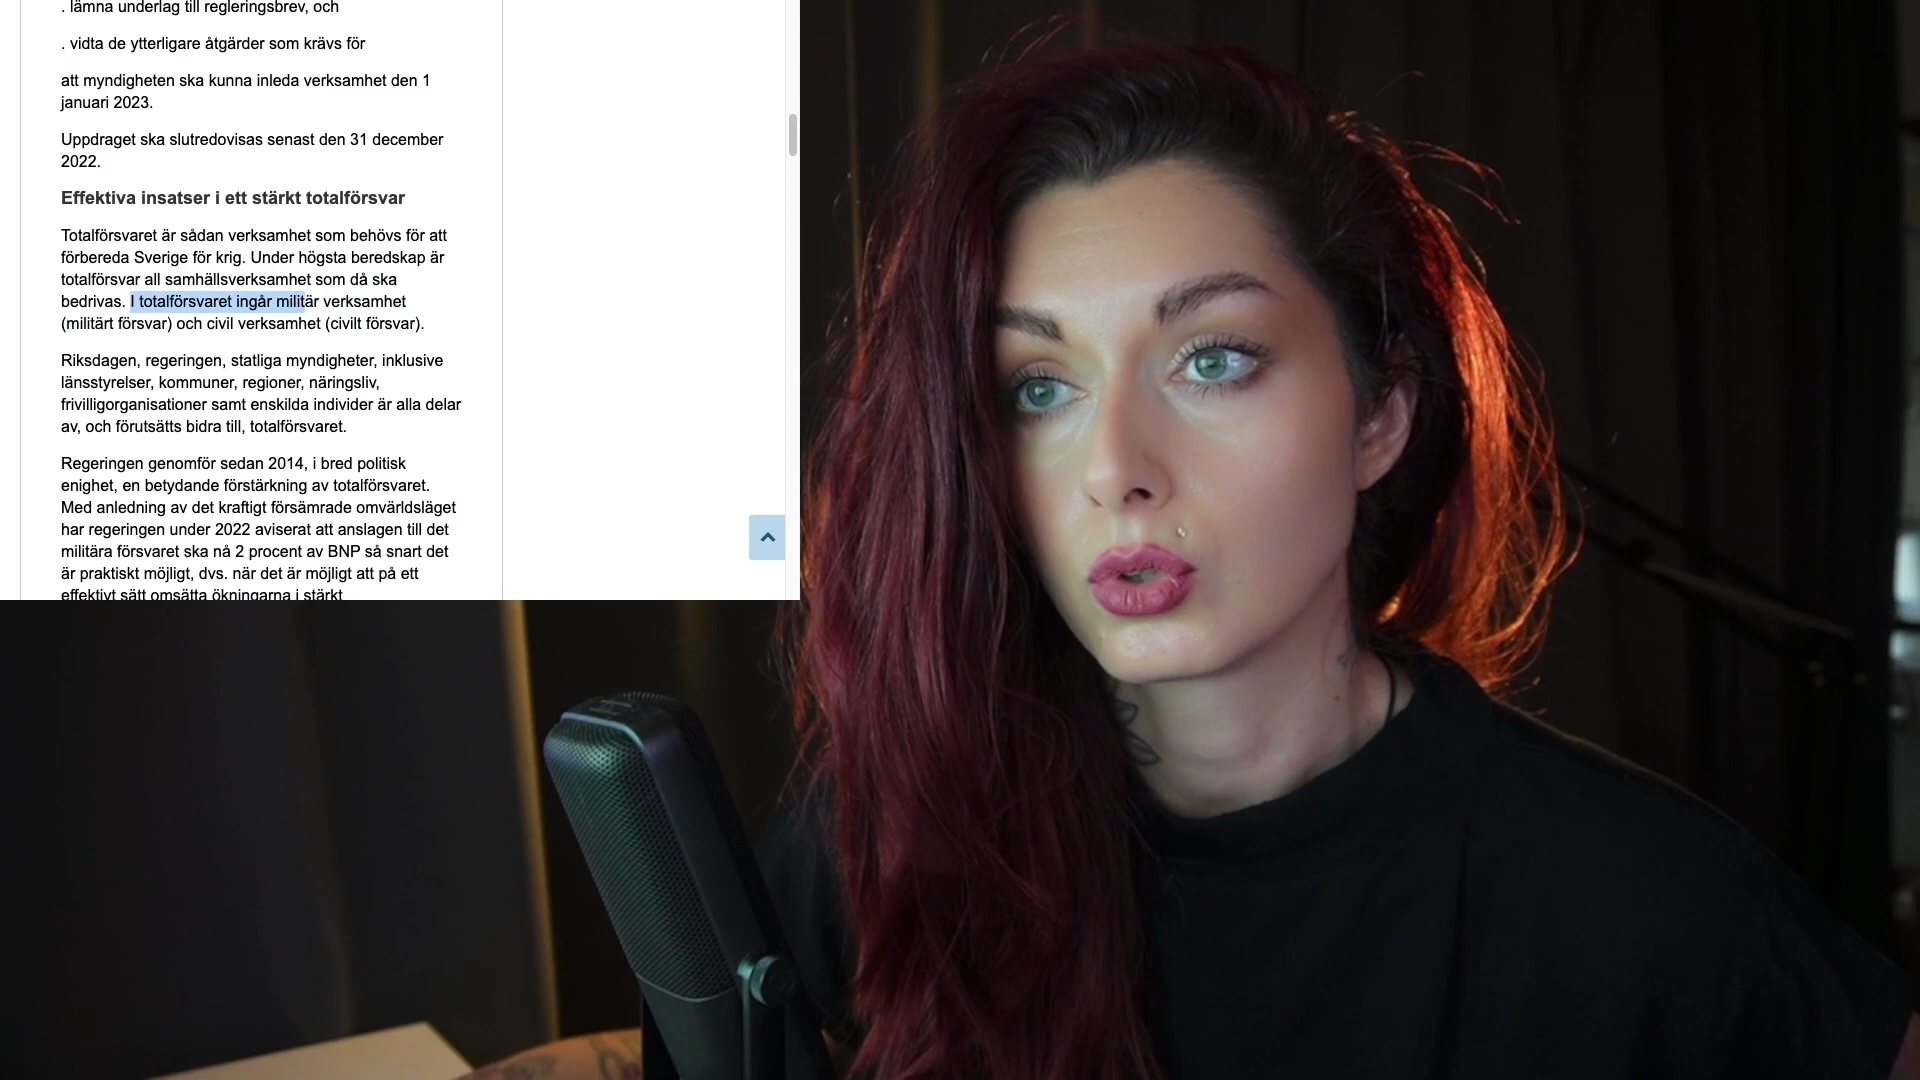 . lämna underlag till regleringsbrev, och
. vidta de ytterligare åtgärder som krävs för
att myndigheten ska kunna inleda verksamhet den 1
januari 2023.
Uppdraget ska slutredovisas senast den 31 december
2022.
Effektiva insatser i ett stärkt totalförsvar
Totalförsvaret är sådan verksamhet som behövs för att
förbereda Sverige för krig. Under högsta beredskap är
totalförsvar all samhällsverksamhet som då ska
bedrivas. I totalförsvaret ingår militär verksamhet
(militärt försvar) och civil verksamhet (civilt försvar).
Riksdagen, regeringen, statliga myndigheter, inklusive
länsstyrelser, kommuner, regioner, näringsliv,
frivilligorganisationer samt enskilda individer är alla delar
av, och förutsätts bidra till, totalförsvaret.
Regeringen genomför sedan 2014, i bred politisk
enighet, en betydande förstärkning av totalförsvaret.
Med anledning av det kraftigt försämrade omvärldsläget
har regeringen under 2022 aviserat att anslagen till det
militära försvaret ska nå 2 procent av BNP så snart det
är praktiskt möjligt, dvs. när det är möjligt att på ett
effektivt sätt omsätta ökningarna i stärkt